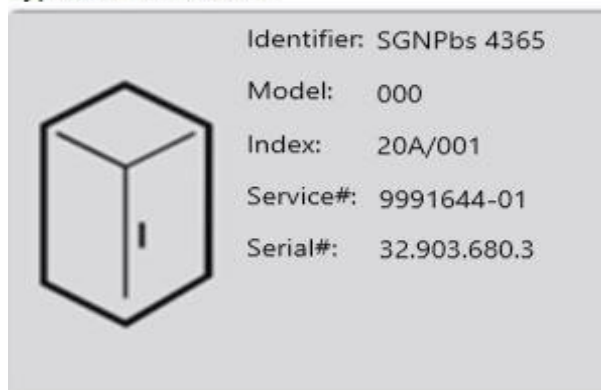 Identifier: SGNPbs 4365
Model: 000
Index: 20A/001
Service#: 9991644-01
Serial#: 32.903.680.3